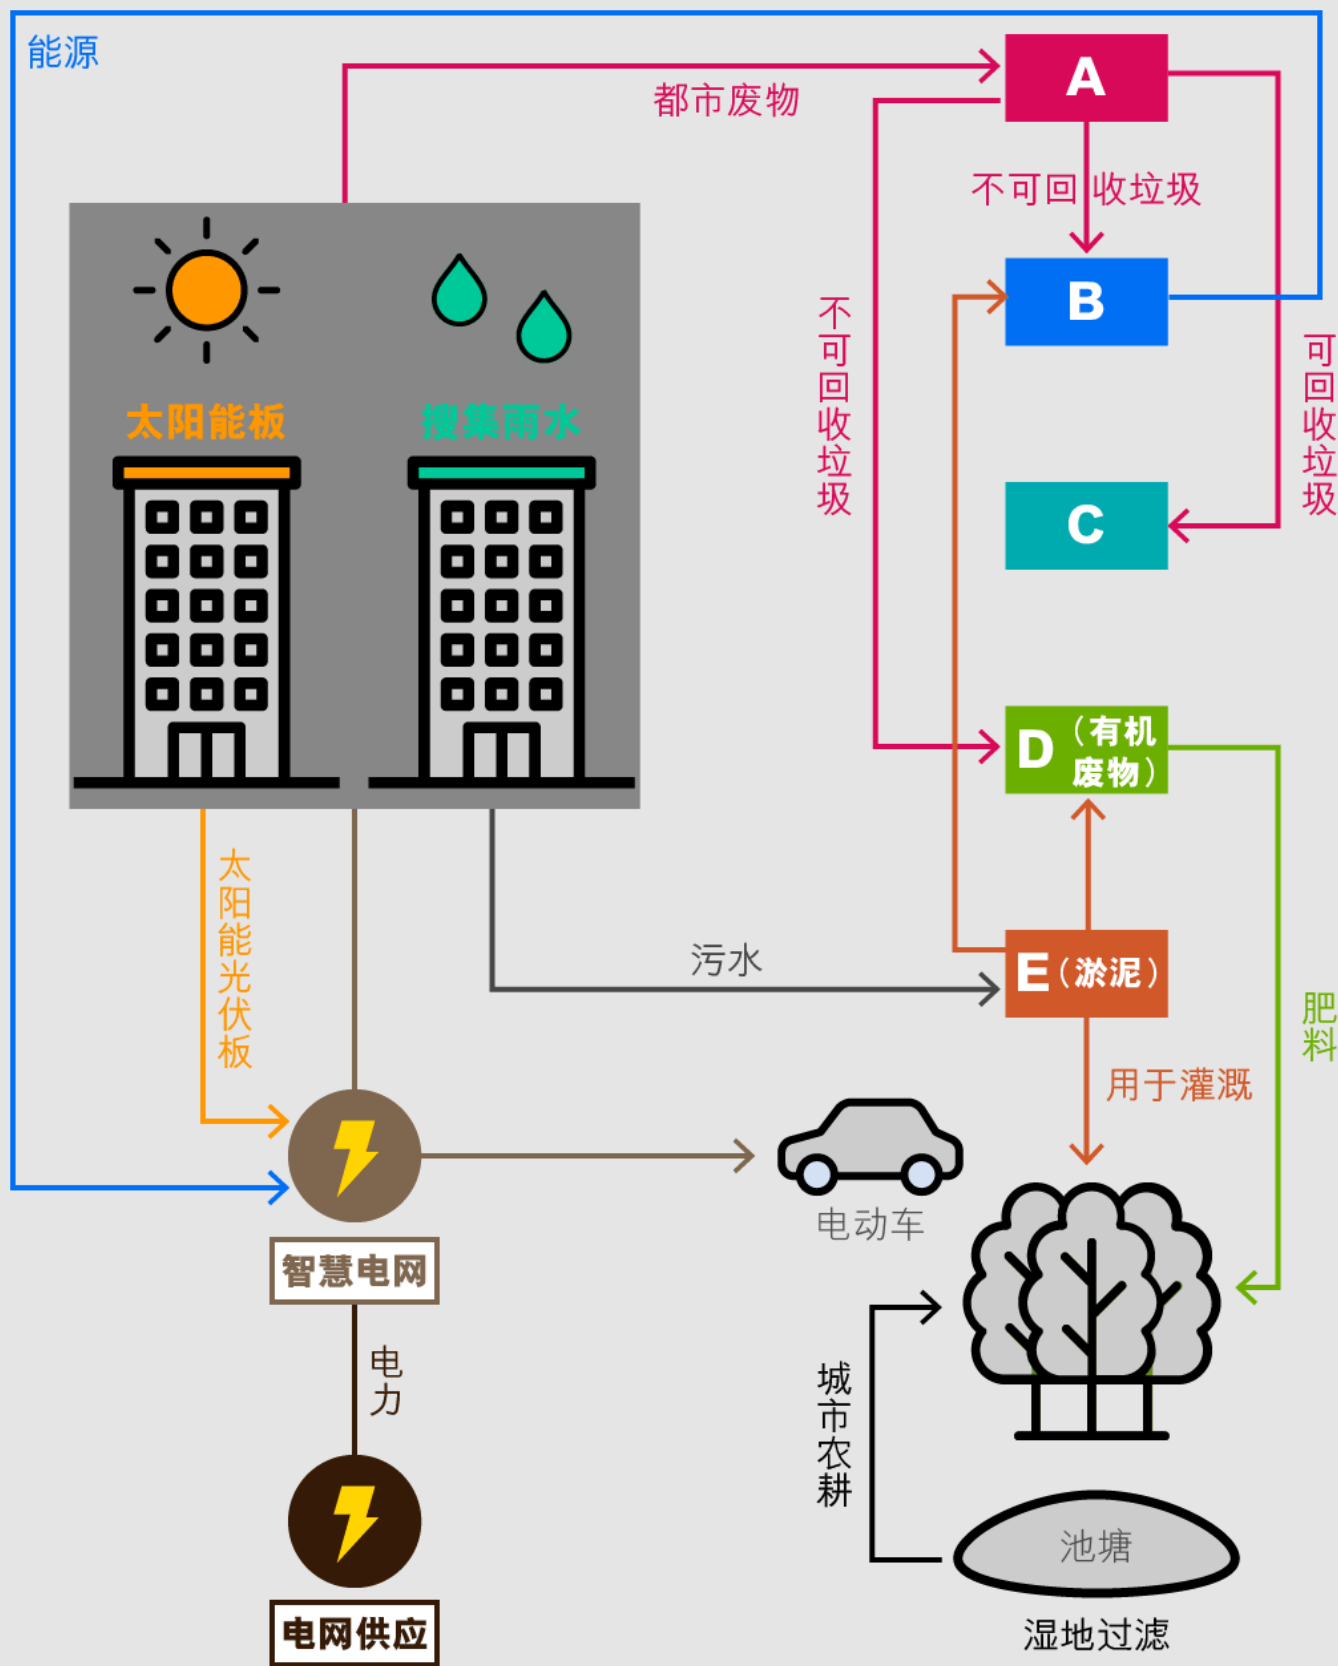 能源
都市废物
A
不可回收垃圾
B
不可回收垃圾
可回收垃圾
太阳能板
搜集雨水
C
D（有机
废物）
太阳能光伏板
污水
E（淤泥）
肥料
用于灌溉
电动车
智慧电网
电力
城市农耕
池塘
电网供应
湿地过滤